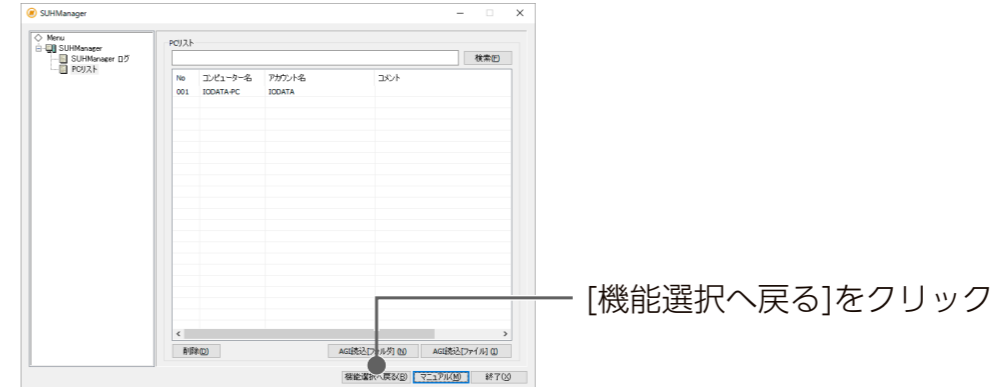 SUHManager
Menu
SUHManager
SUHManager ログ
PCリスト
PCリスト
検索(F)
No コンピューター名 アカウント名 コメント
001 IODATA-PC IODATA
[機能選択へ戻る]をクリック
削除(D) AGI読込[フォルダ] (N) AGI読込[ファイル] (I)
機能選択へ戻る(B) マニュアル(M) 終了(X)